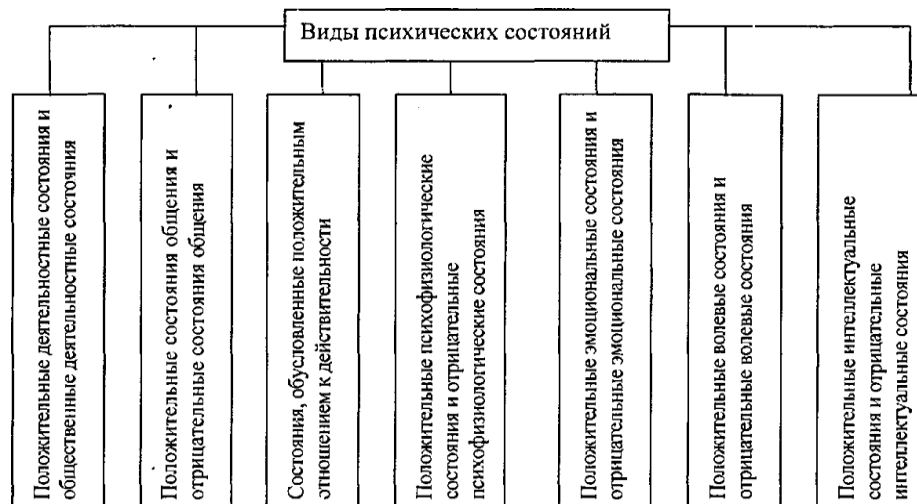 Виды психических состояний
Положительные деятельностные состояния и
общественные деятельностные состочния
Положительные состояния общения и
отрицательные состояния общения
Состояния, обусловленные положительным
отношением к действительности
Положительные психофизиологические
состояния и отрицательные
психофизиологические состояния
Положительные эмоциональные состояния и
отрицательные эмоциональные состояния
Положительные волевые состояния и
отрицательные волевые состояния
Положительные интеллектуальные
состояния и отрицательные
интеллектуальные состояния